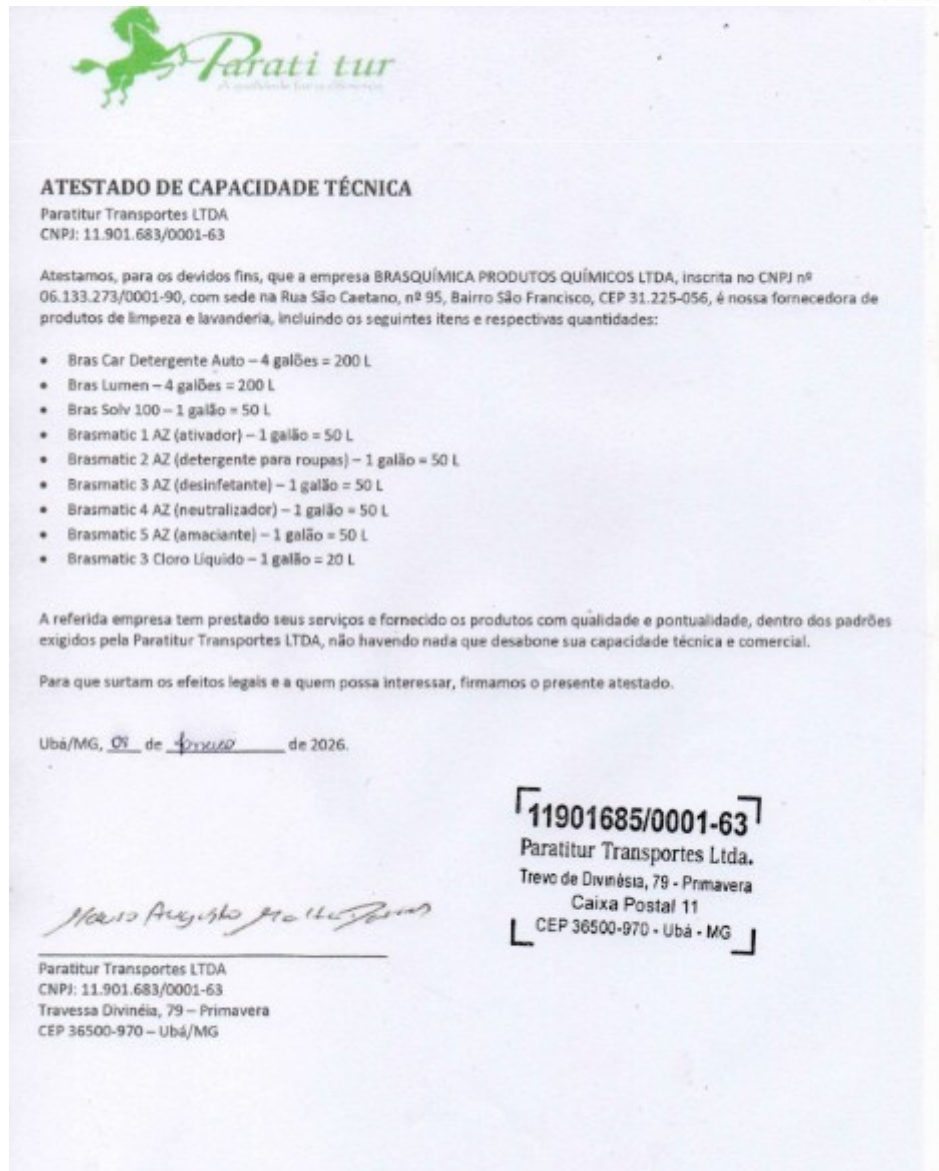 Parati tur
ATESTADO DE CAPACIDADE TÉCNICA
Paratitur Transportes LTDA
CNPJ: 11.901.683/0001-63
Atestamos, para os devidos fins, que a empresa BRASQUÍMICA PRODUTOS QUÍMICOS LTDA, inscrita no CNPJ nº
06.133.273/0001-90, com sede na Rua São Caetano, nº 95, Bairro São Francisco, CEP 31.225-056, é nossa fornecedora de
produtos de limpeza e lavanderia, incluindo os seguintes itens e respectivas quantidades:
• Bras Car Detergente Auto – 4 galões = 200 L
• Bras Lumen – 4 galões = 200 L
• Bras Solv 100 – 1 galão = 50 L
• Brasmatic 1 AZ (ativador) – 1 galão = 50 L
• Brasmatic 2 AZ (detergente para roupas) – 1 galão = 50 L
• Brasmatic 3 AZ (desinfetante) – 1 galão = 50 L
• Brasmatic 4 AZ (neutralizador) – 1 galão = 50 L
• Brasmatic 5 AZ (amaciante) – 1 galão = 50 L
• Brasmatic 3 Cloro Líquido – 1 galão = 20 L
A referida empresa tem prestado seus serviços e fornecido os produtos com qualidade e pontualidade, dentro dos padrões
exigidos pela Paratitur Transportes LTDA, não havendo nada que desabone sua capacidade técnica e comercial.
Para que surtam os efeitos legais e a quem possa interessar, firmamos o presente atestado.
Ubá/MG, de de 2026.
11901685/0001-63
Paratitur Transportes Ltda.
Trevo de Divinésia, 79 - Primavera
Caixa Postal 11
CEP 36500-970 - Ubá - MG
Augusto
Paratitur Transportes LTDA
CNPJ: 11.901.683/0001-63
Travessa Divinéia, 79 – Primavera
CEP 36500-970 – Ubá/MG